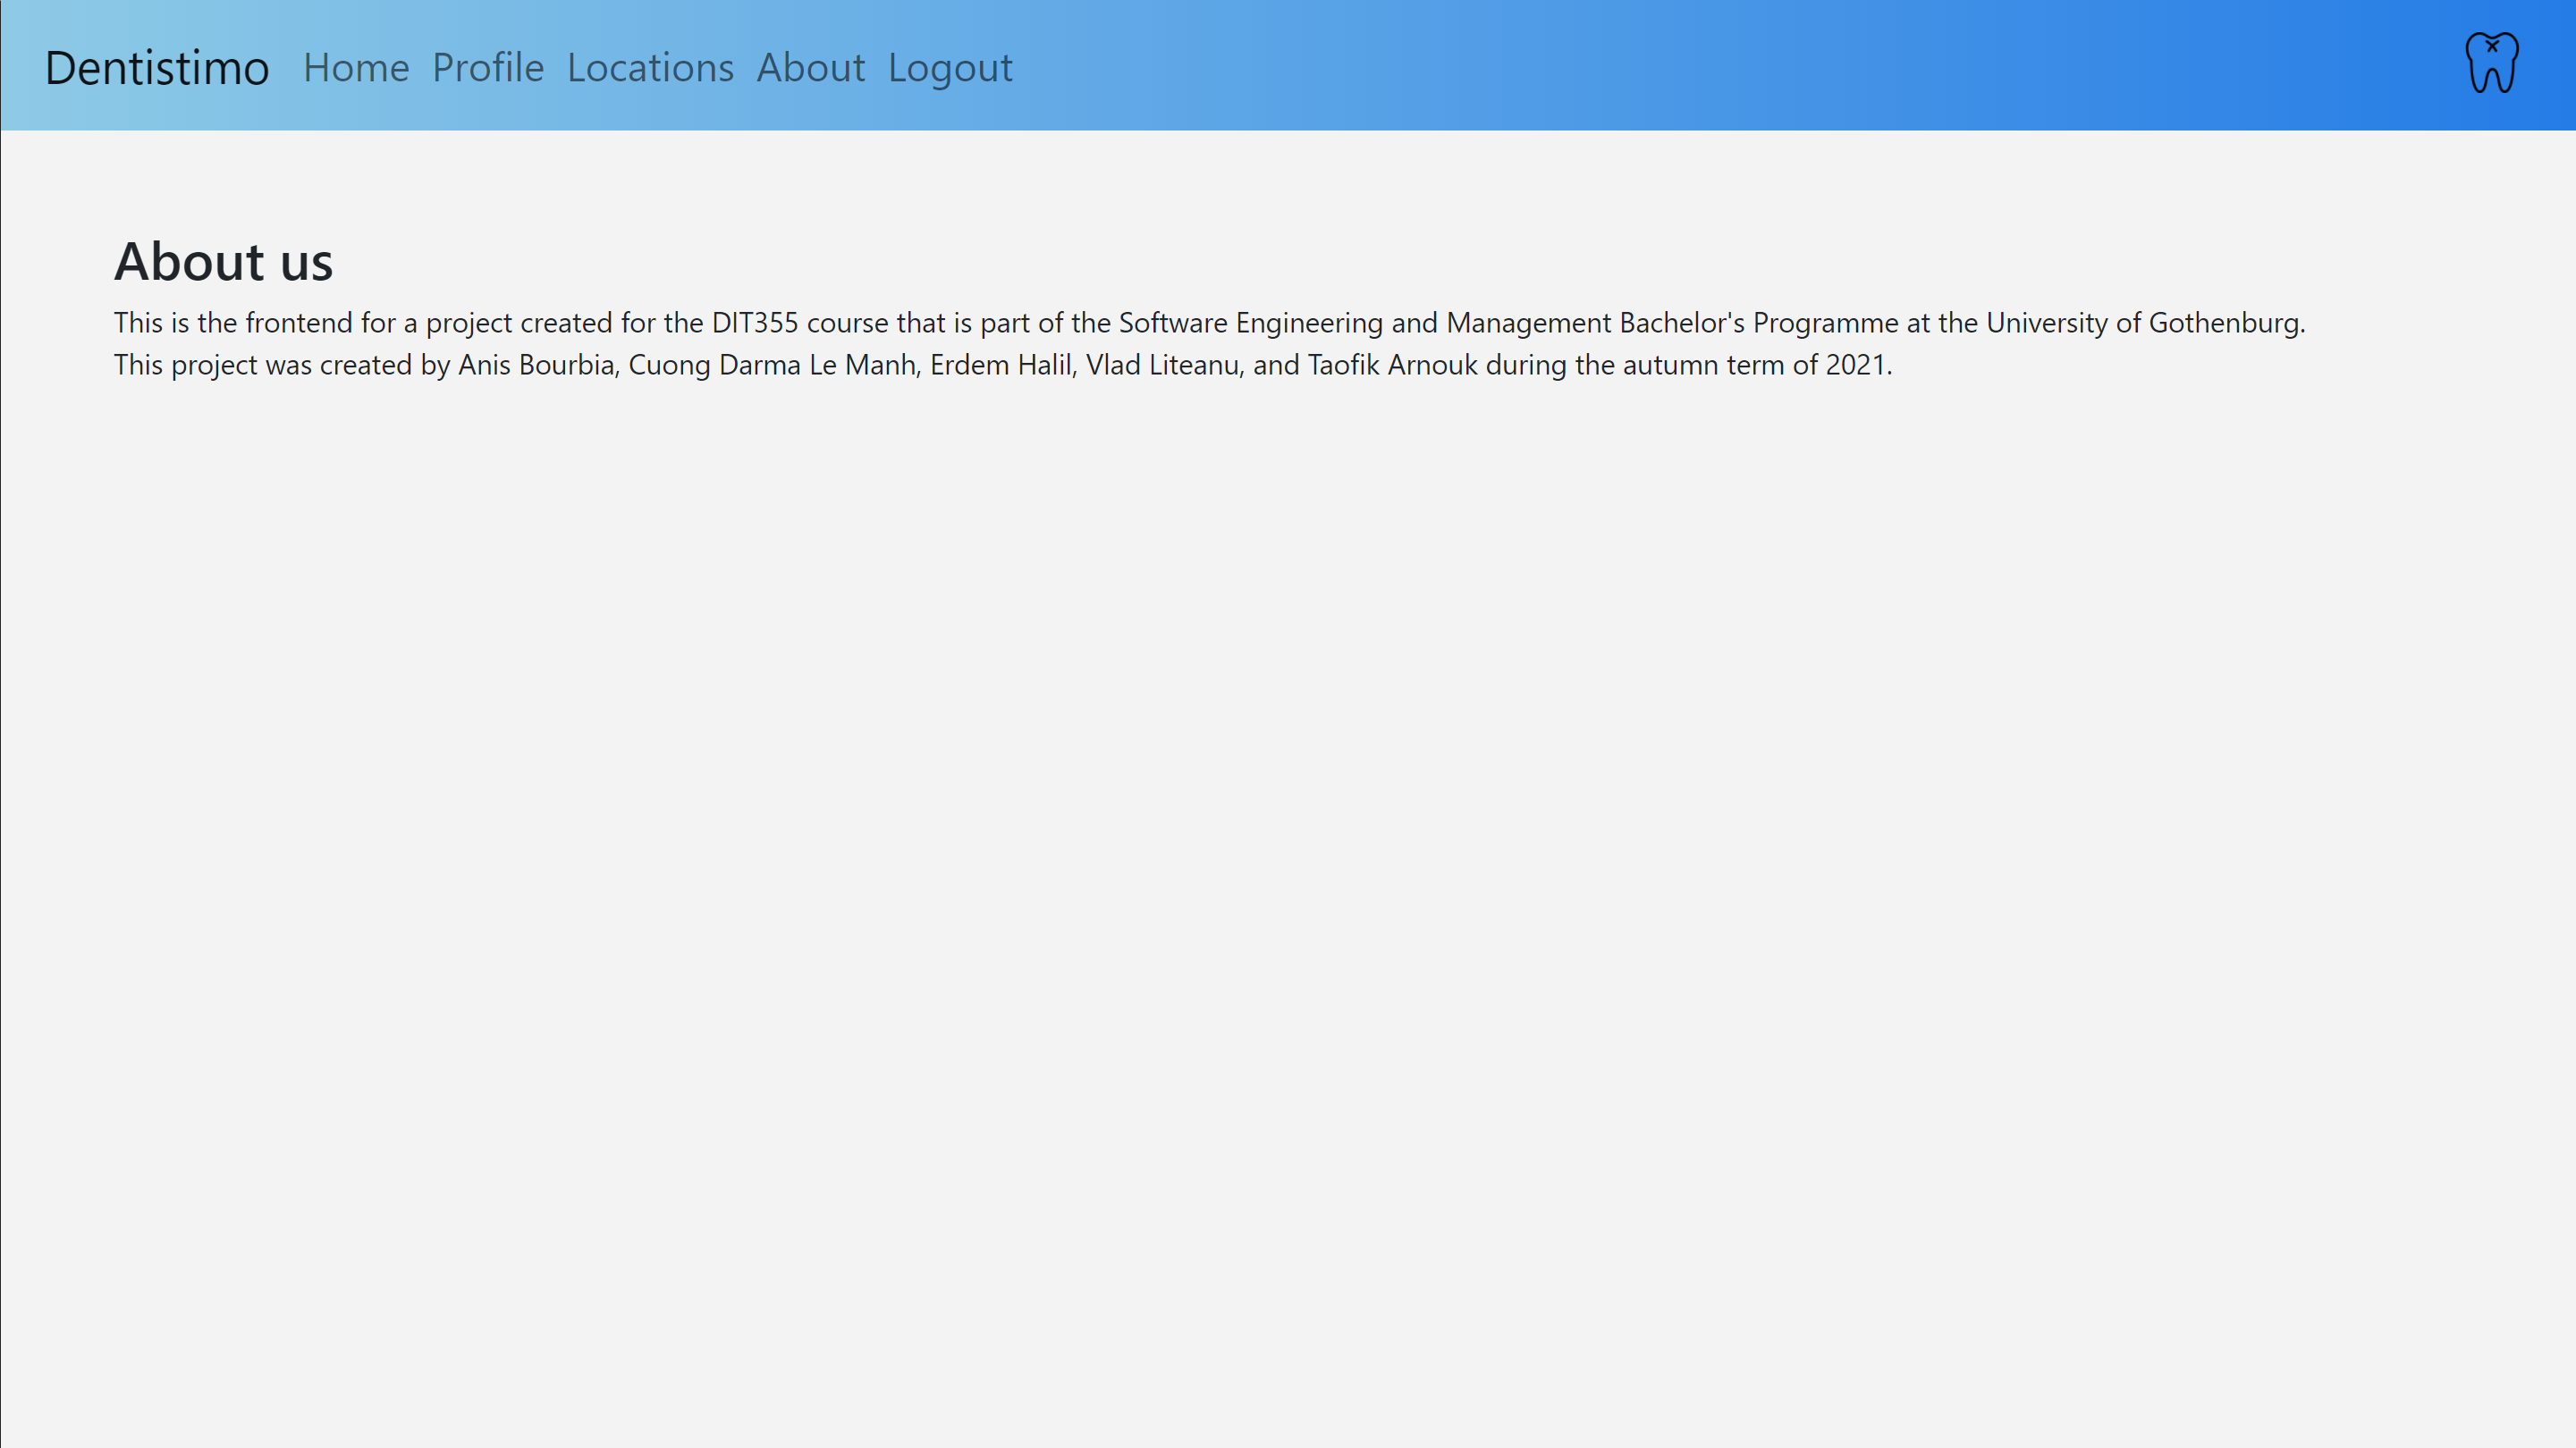 Dentistimo Home Profile Locations About Logout
About us
This is the frontend for a project created for the DIT355 course that is part of the Software Engineering and Management Bachelor's Programme at the University of Gothenburg.
This project was created by Anis Bourbia, Cuong Darma Le Manh, Erdem Halil, Vlad Liteanu, and Taofik Arnouk during the autumn term of 2021.